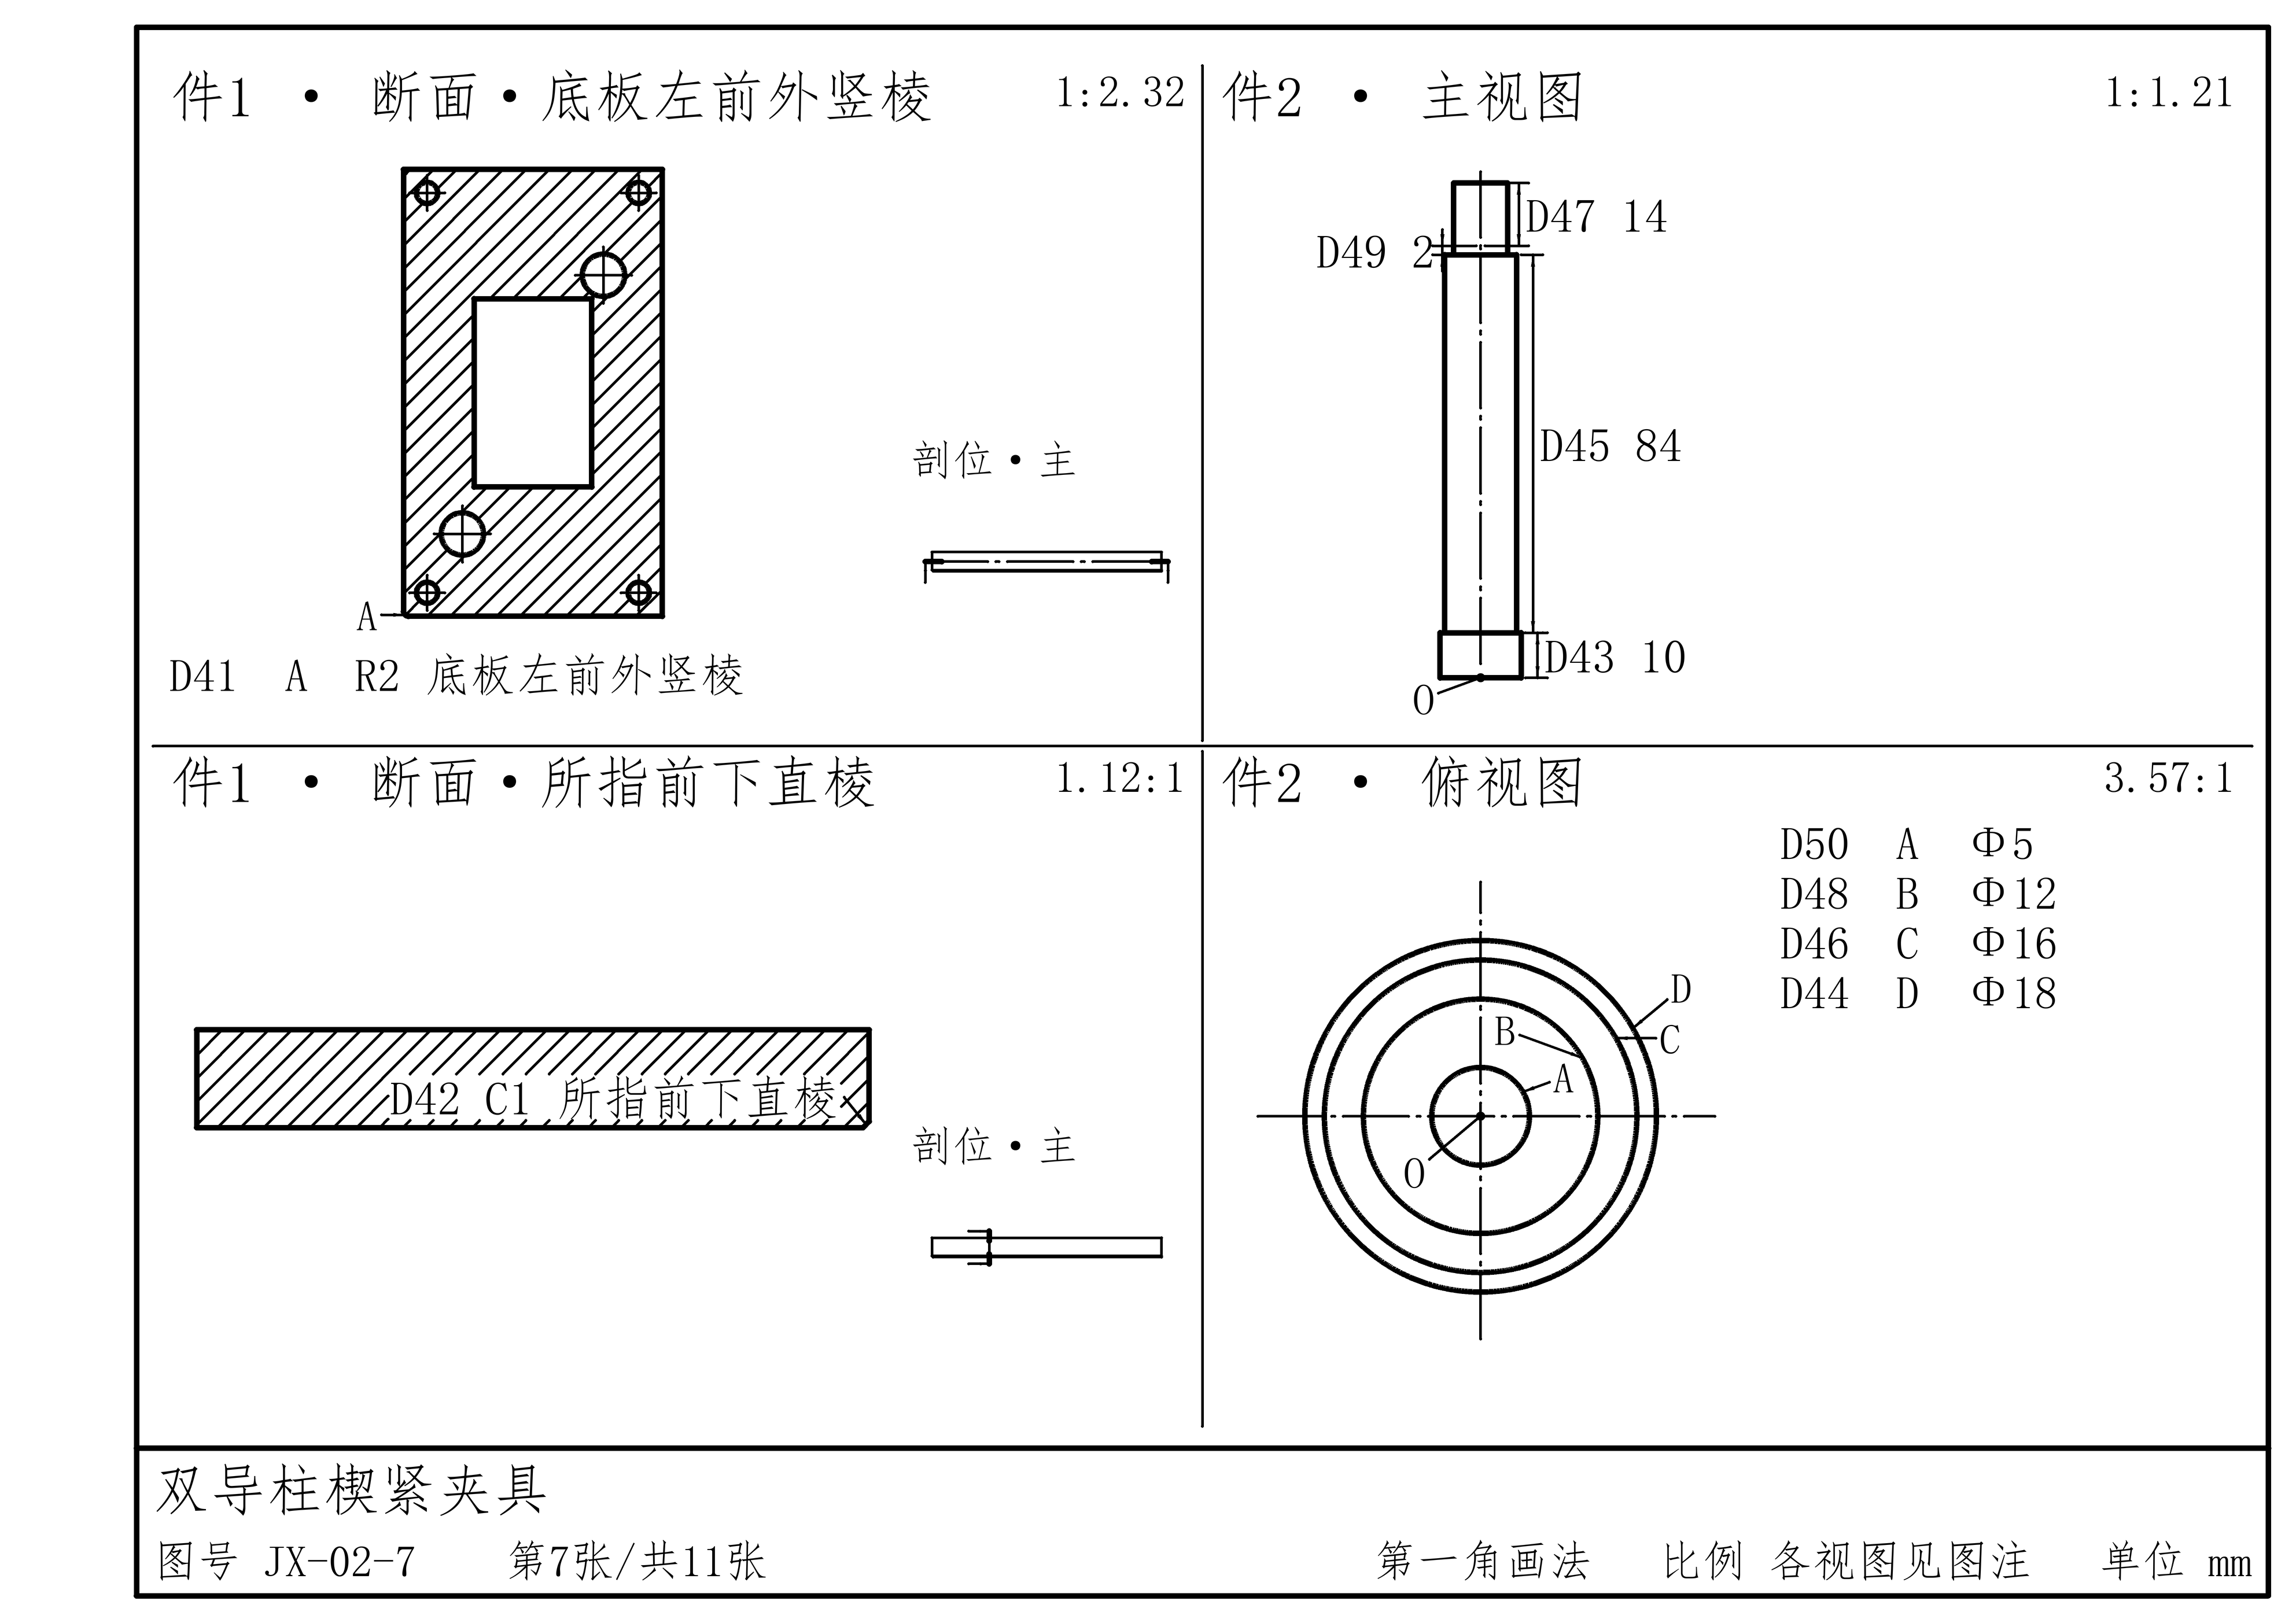 件1 · 断面·底板左前外竖棱 1:2.32
A
D41 A R2 底板左前外竖棱
剖位·主
件2 · 主视图 1:1.21
D47 14
D49 2
D45 84
D43 10
O
件1 · 断面·所指前下直棱 1.12:1
D42 C1 所指前下直棱
剖位·主
件2 · 俯视图 3.57:1
D50 A Φ5
D48 B Φ12
D46 C Φ16
D44 D Φ18
D
B
C
A
O
双导柱楔紧夹具
图号 JX-02-7 第7张/共11张 第一角画法 比例 各视图见图注 单位 mm